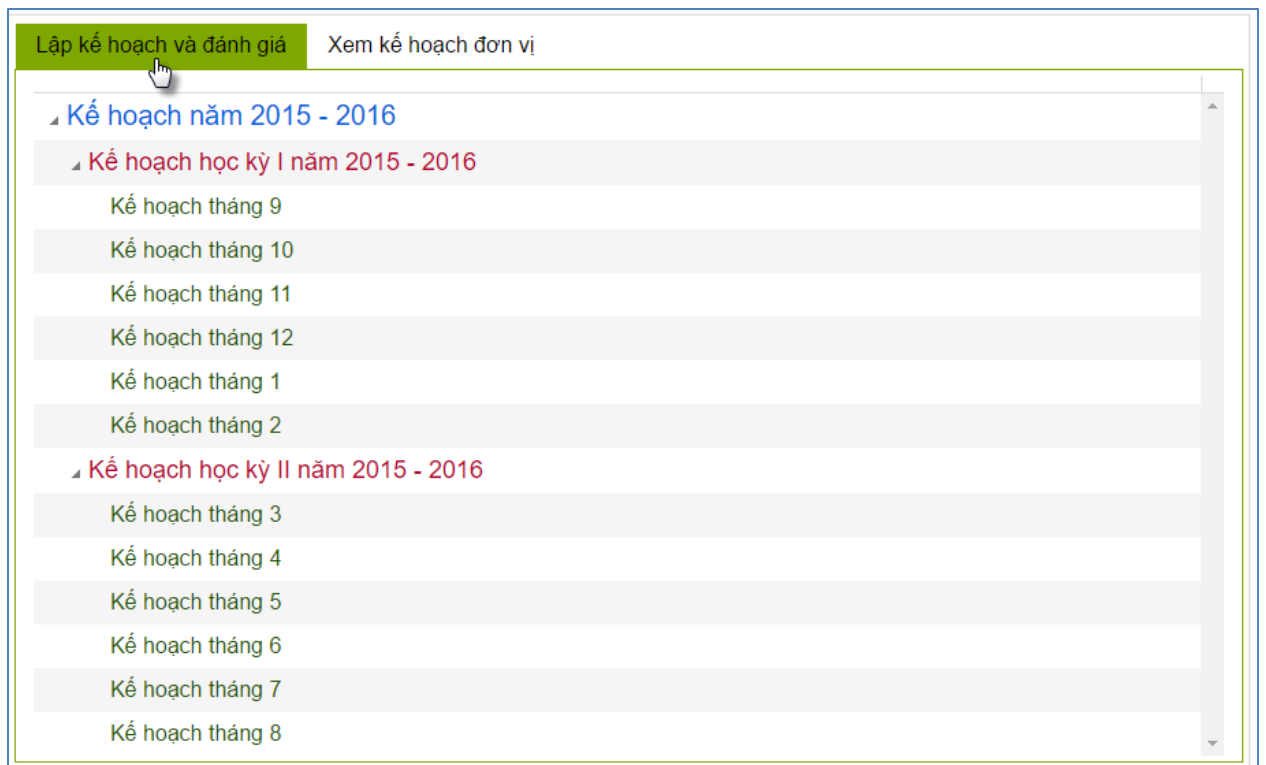 Lập kế hoạch và đánh giá Xem kế hoạch đơn vị
Kế hoạch năm 2015 - 2016
Kế hoạch học kỳ I năm 2015 - 2016
Kế hoạch tháng 9
Kế hoạch tháng 10
Kế hoạch tháng 11
Kế hoạch tháng 12
Kế hoạch tháng 1
Kế hoạch tháng 2
Kế hoạch học kỳ II năm 2015 - 2016
Kế hoạch tháng 3
Kế hoạch tháng 4
Kế hoạch tháng 5
Kế hoạch tháng 6
Kế hoạch tháng 7
Kế hoạch tháng 8